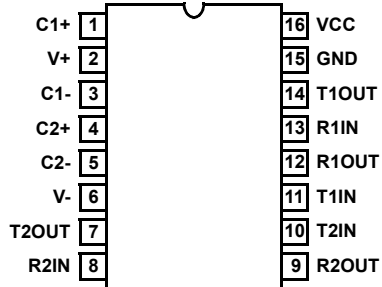 C1+ 1 16 VCC
V+ 2 15 GND
C1- 3 14 T1OUT
C2+ 4 13 R1IN
C2- 5 12 R1OUT
V- 6 11 T1IN
T2OUT 7 10 T2IN
R2IN 8 9 R2OUT